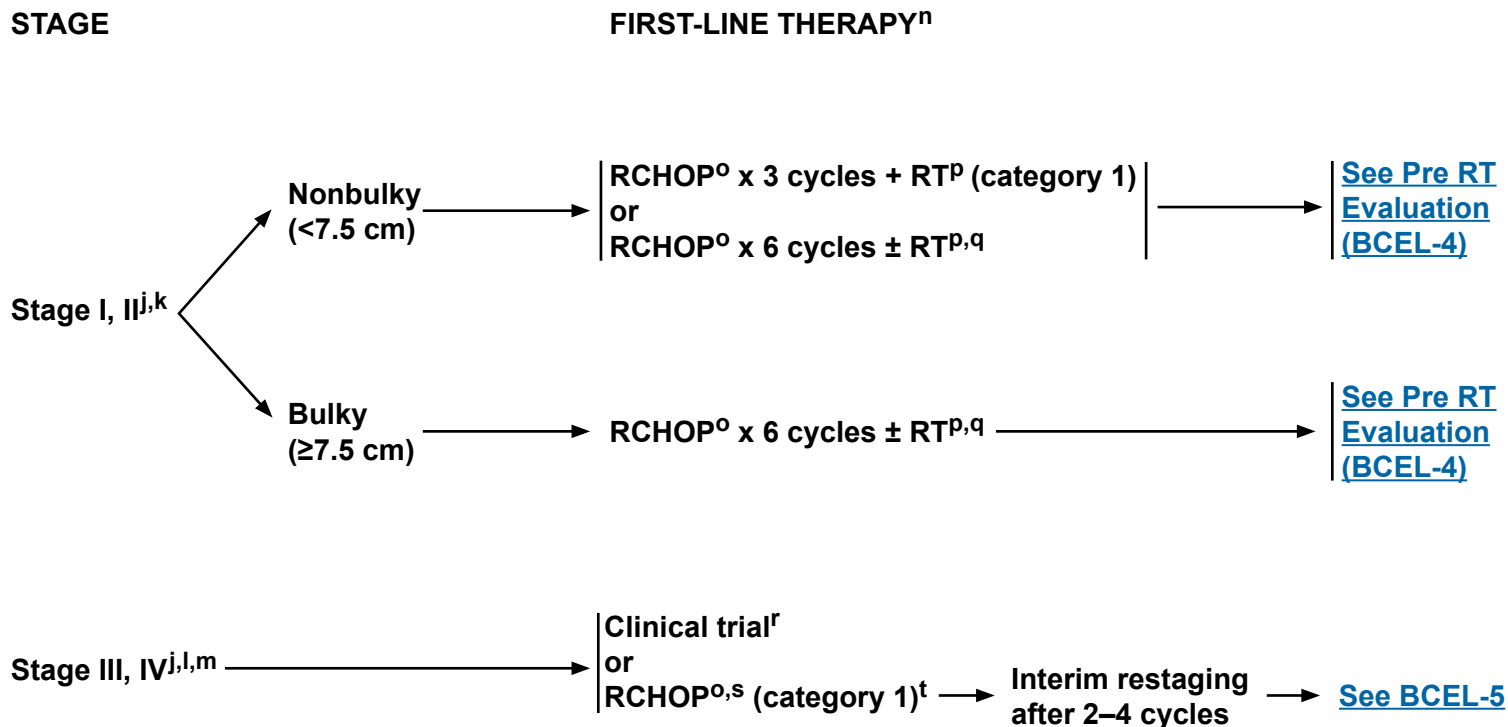 STAGE
FIRST-LINE THERAPYⁿ
Nonbulky
(<7.5 cm)
RCHOPᵒ x 3 cycles + RTᵖ (category 1)
or
RCHOPᵒ x 6 cycles ± RTᵖ,q
See Pre RT
Evaluation
(BCEL-4)
Stage I, IIʲ,ᵏ
Bulky
(≥7.5 cm)
RCHOPᵒ x 6 cycles ± RTᵖ,q
See Pre RT
Evaluation
(BCEL-4)
Stage III, IVʲ,ˡ,ᵐ
Clinical trialʳ
or
RCHOPᵒ,ˢ (category 1)ᵗ
Interim restaging
after 2–4 cycles
See BCEL-5